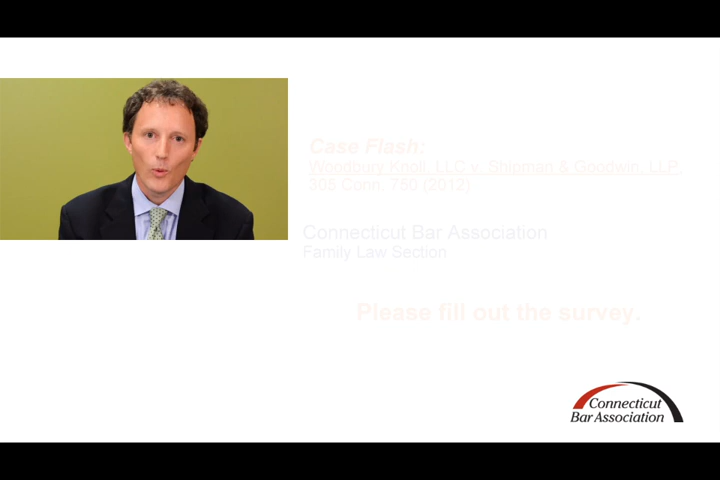 Case Flash:
Woodbury Knoll, LLC v. Shipman & Goodwin, LLP,
305 Conn. 750 (2012)
Connecticut Bar Association
Family Law Section
Please fill out the survey.
Connecticut
Bar Association